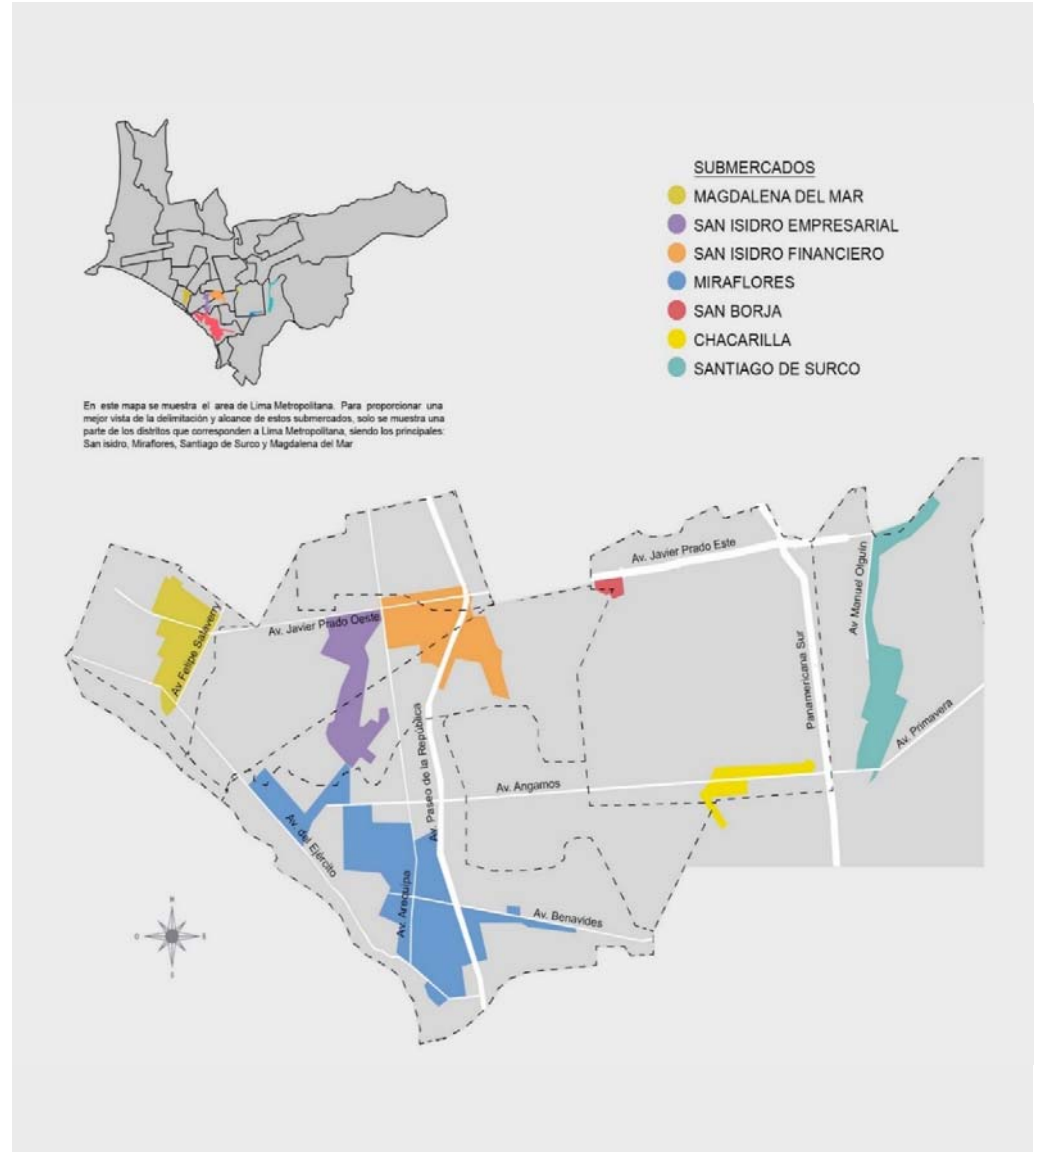 SUBMERCADOS
MAGDALENA DEL MAR
SAN ISIDRO EMPRESARIAL
SAN ISIDRO FINANCIERO
MIRAFLORES
SAN BORJA
CHACARILLA
SANTIAGO DE SURCO
En este mapa se muestra el area de Lima Metropolitana. Para proporcionar una
mejor vista de la delimitación y alcance de estos submercados, solo se muestra una
parte de los distritos que corresponden a Lima Metropolitana, siendo los principales:
San isidro, Miraflores, Santiago de Surco y Magdalena del Mar
Av. Javier Prado Este
Av Manuel Olguín
Av. Javier Prado Oeste
Av. Felipe Salaverry
Panamericana Sur
Av. Primavera
Av. Paseo de la República
Av. Angamos
Av. del Ejército
Av. Arequipa
Av. Benavides
N
O
E
S